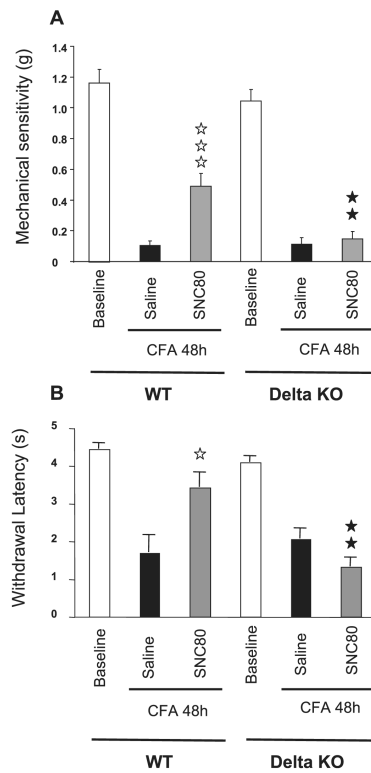 A
Mechanical sensitivity (g)
1.4
1.2
1.0
0.8
0.6
0.4
0.2
0
Baseline
Saline
SNC80
Baseline
Saline
SNC80
CFA 48h
CFA 48h
WT
Delta KO
B
Withdrawal Latency (s)
5
4
3
2
1
0
Baseline
Saline
SNC80
Baseline
Saline
SNC80
CFA 48h
CFA 48h
WT
Delta KO